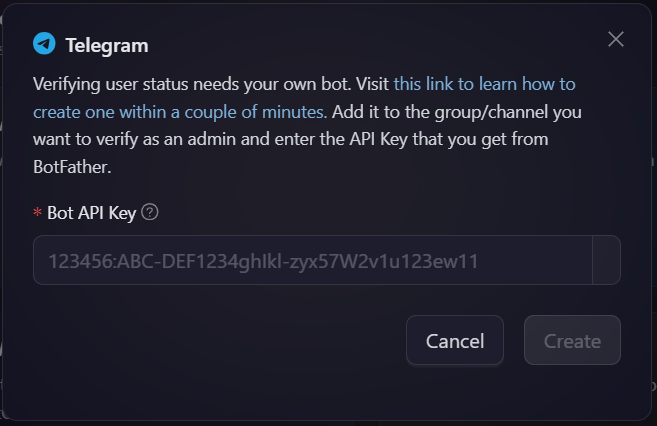 Telegram
Verifying user status needs your own bot. Visit this link to learn how to
create one within a couple of minutes. Add it to the group/channel you
want to verify as an admin and enter the API Key that you get from
BotFather.
* Bot API Key ?
123456:ABC-DEF1234ghIkl-zyx57W2v1u123ew11
Cancel Create